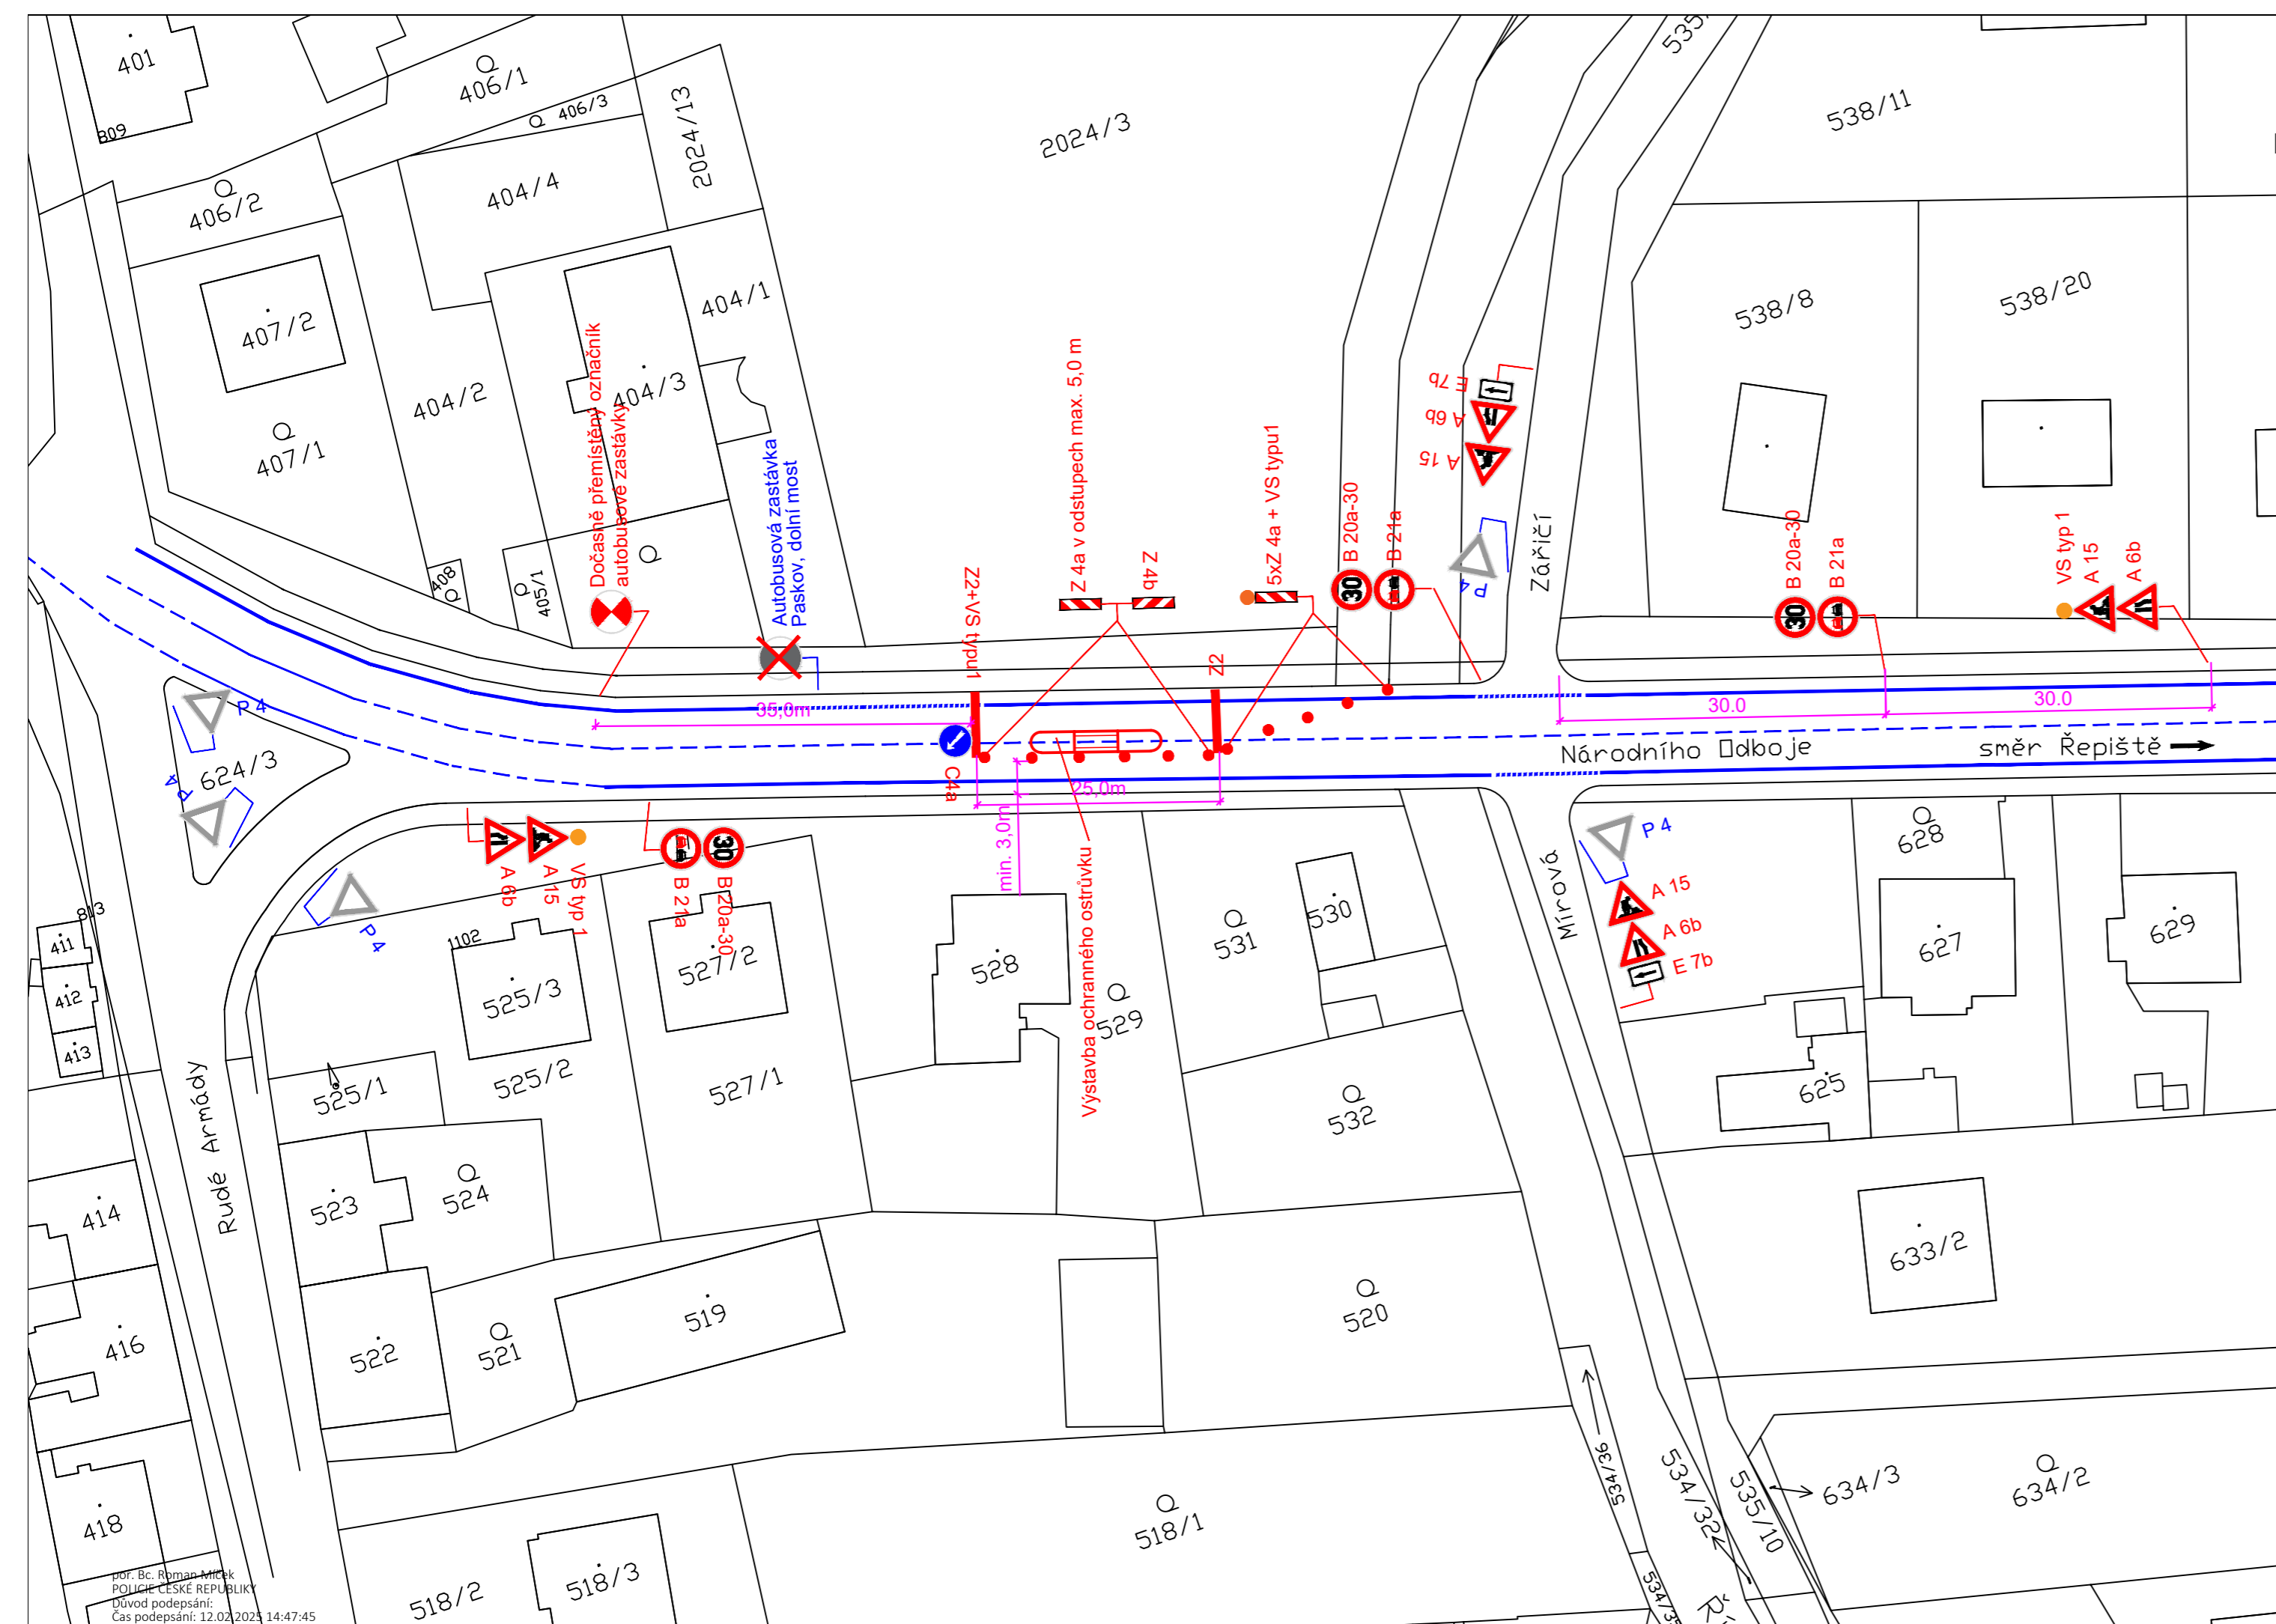 401
809
Q
406/1
Q 406/3
2024/13
2024/3
535/
538/11
Q
406/2
404/4
404/1
407/2
404/2
404/3
Q
407/1
408
Q
Q
405/1
Q
538/8
538/20
Dočasně přemístěný označník
autobusové zastávky
Autobusová zastávka
Paskov, dolní most
Z2+VS typu1
Z 4a v odstupech max. 5,0 m
Z 4b
Z2
5xZ 4a + VS typu1
B 20a-30
B 21a
30
E 7b
A 6b
A 15
P 4
Záříčí
B 20a-30
B 21a
30
VS typ 1
A 15
A 6b
35,0m
30.0
30.0
Národního Odboje
směr Řepiště
C4a
25,0m
min. 3,0m
Výstavba ochranného ostrůvku
P 4
624/3
P 4
P 4
A 6b
A 15
VS typ 1
B 21a
B20a-30
30
Mírová
P 4
A 15
A 6b
E 7b
Q
628
627
629
625
813
411
412
413
1102
525/3
527/2
528
Q
529
Q
531
530
525/1
525/2
527/1
Q
532
Rudé Armády
414
523
Q
524
416
522
Q
521
519
Q
520
633/2
418
518/2
518/3
Q
518/1
534/36
534/32
535/10
634/3
Q
634/2
por. Bc. Roman Míček
POLICIE ČESKÉ REPUBLIKY
Důvod podepsání:
Čas podepsání: 12.02.2025 14:47:45